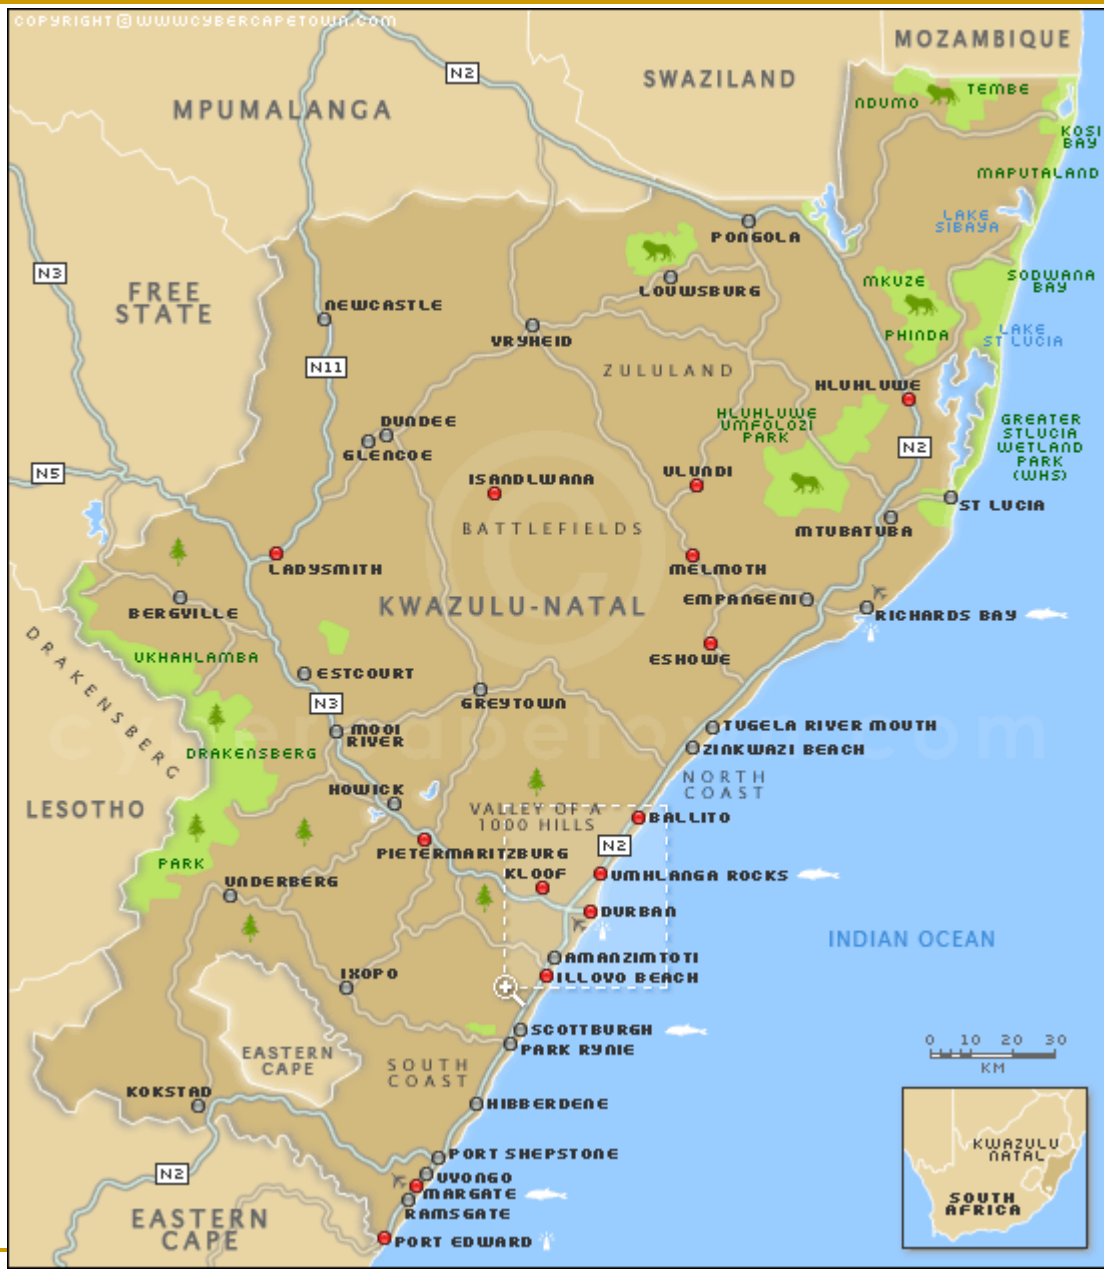 COPYRIGHT © WWW.CYBERCAPETOWN.COM
MOZAMBIQUE
N2
SWAZILAND
MPUMALANGA
TEMBE
NDUMO
KOSI
BAY
MAPUTALAND
LAKE
SIBAYA
PONGOLA
N3
FREE
STATE
SODWANA
BAY
MKUZE
LOUWSBURG
NEWCASTLE
PHINDA
LAKE
ST LUCIA
VRYHEID
N11
ZULULAND
HLUHLUWE
HLUHLUWE
UMFOLOZI
PARK
DUNDEE
GLENCOE
GREATER
STLUCIA
WETLAND
PARK
(WHS)
N2
N5
ISANDLWANA
ULUNDI
ST LUCIA
BATTLEFIELDS
MTUBATUBA
LADYSMITH
MELMOTH
KWAZULU-NATAL
EMPANGENI
BERGVILLE
RICHARDS BAY
DRAKENSBERG
UKHAHLAMBA
ESHOWE
ESTCOURT
N3
GREYTOWN
TUGELA RIVER MOUTH
MOOI
RIVER
cybercapetown.com
ZINKWAZI BEACH
DRAKENSBERG
NORTH
COAST
HOWICK
LESOTHO
VALLEY OF A
1000 HILLS
BALLITO
N2
PIETERMARITZBURG
PARK
KLOOF
UMHLANGA ROCKS
UNDERBERG
DURBAN
INDIAN OCEAN
AMANZIMTOTI
IXOPO
ILLOVO BEACH
SCOTTBURGH
PARK RYNIE
0 10 20 30
KM
EASTERN
CAPE
SOUTH
COAST
KOKSTAD
HIBBERDENE
PORT SHEPSTONE
N2
UVONGO
MARGATE
RAMSGATE
EASTERN
CAPE
PORT EDWARD
KWAZULU
NATAL
SOUTH
AFRICA